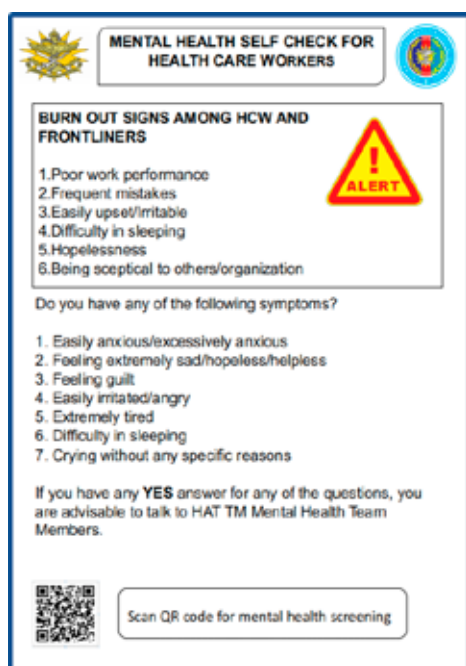 MENTAL HEALTH SELF CHECK FOR
HEALTH CARE WORKERS
BURN OUT SIGNS AMONG HCW AND
FRONTLINERS
1.Poor work performance
2.Frequent mistakes
3.Easily upset/irritable
4.Difficulty in sleeping
5.Hopelessness
6.Being sceptical to others/organization
!
ALERT
Do you have any of the following symptoms?
1. Easily anxious/excessively anxious
2. Feeling extremely sad/hopeless/helpless
3. Feeling guilt
4. Easily irritated/angry
5. Extremely tired
6. Difficulty in sleeping
7. Crying without any specific reasons
If you have any YES answer for any of the questions, you
are advisable to talk to HAT TM Mental Health Team
Members.
Scan QR code for mental health screening